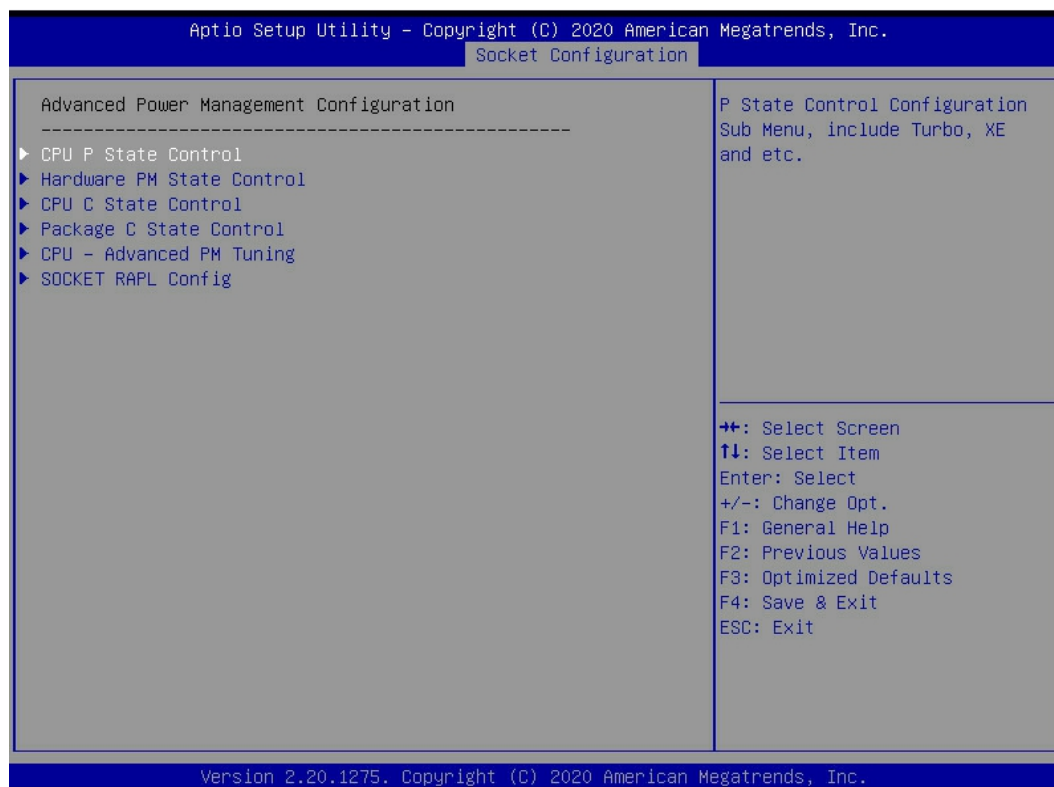 Aptio Setup Utility – Copyright (C) 2020 American Megatrends, Inc.
Socket Configuration
Advanced Power Management Configuration
--------------------------------------------------
▶ CPU P State Control
▶ Hardware PM State Control
▶ CPU C State Control
▶ Package C State Control
▶ CPU – Advanced PM Tuning
▶ SOCKET RAPL Config
P State Control Configuration
Sub Menu, include Turbo, XE
and etc.
→←: Select Screen
↑↓: Select Item
Enter: Select
+/-: Change Opt.
F1: General Help
F2: Previous Values
F3: Optimized Defaults
F4: Save & Exit
ESC: Exit
Version 2.20.1275. Copyright (C) 2020 American Megatrends, Inc.